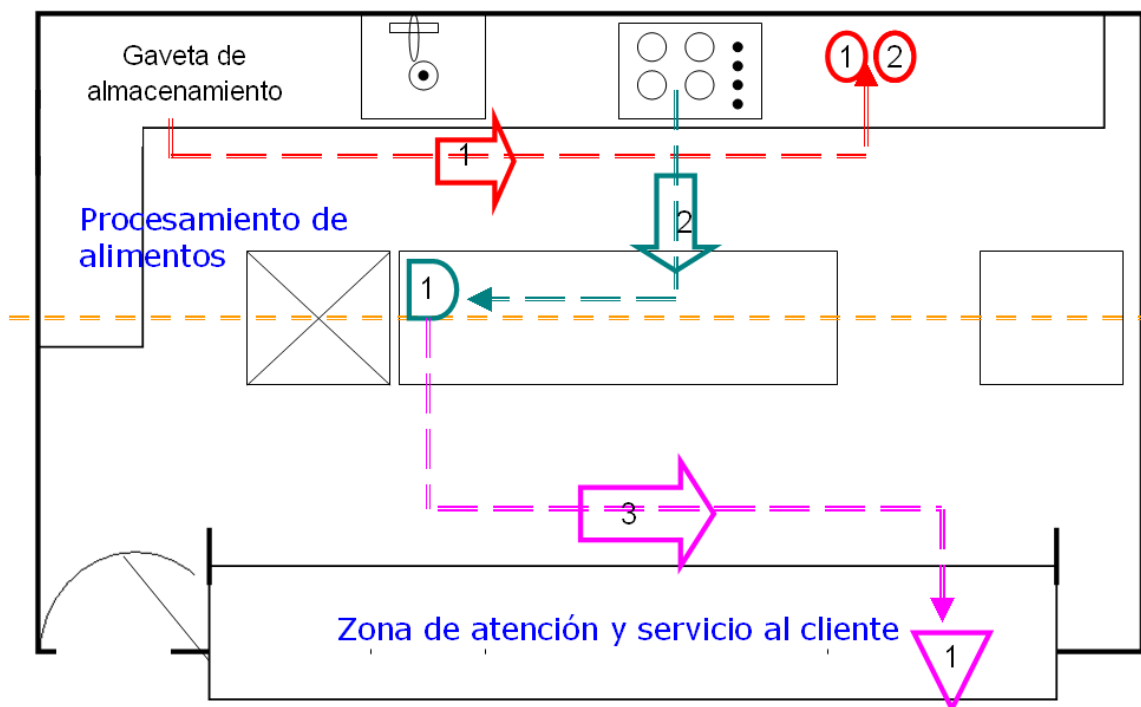 Gaveta de
almacenamiento
1 2
1
Procesamiento de
alimentos
2
1
3
Zona de atención y servicio al cliente
1